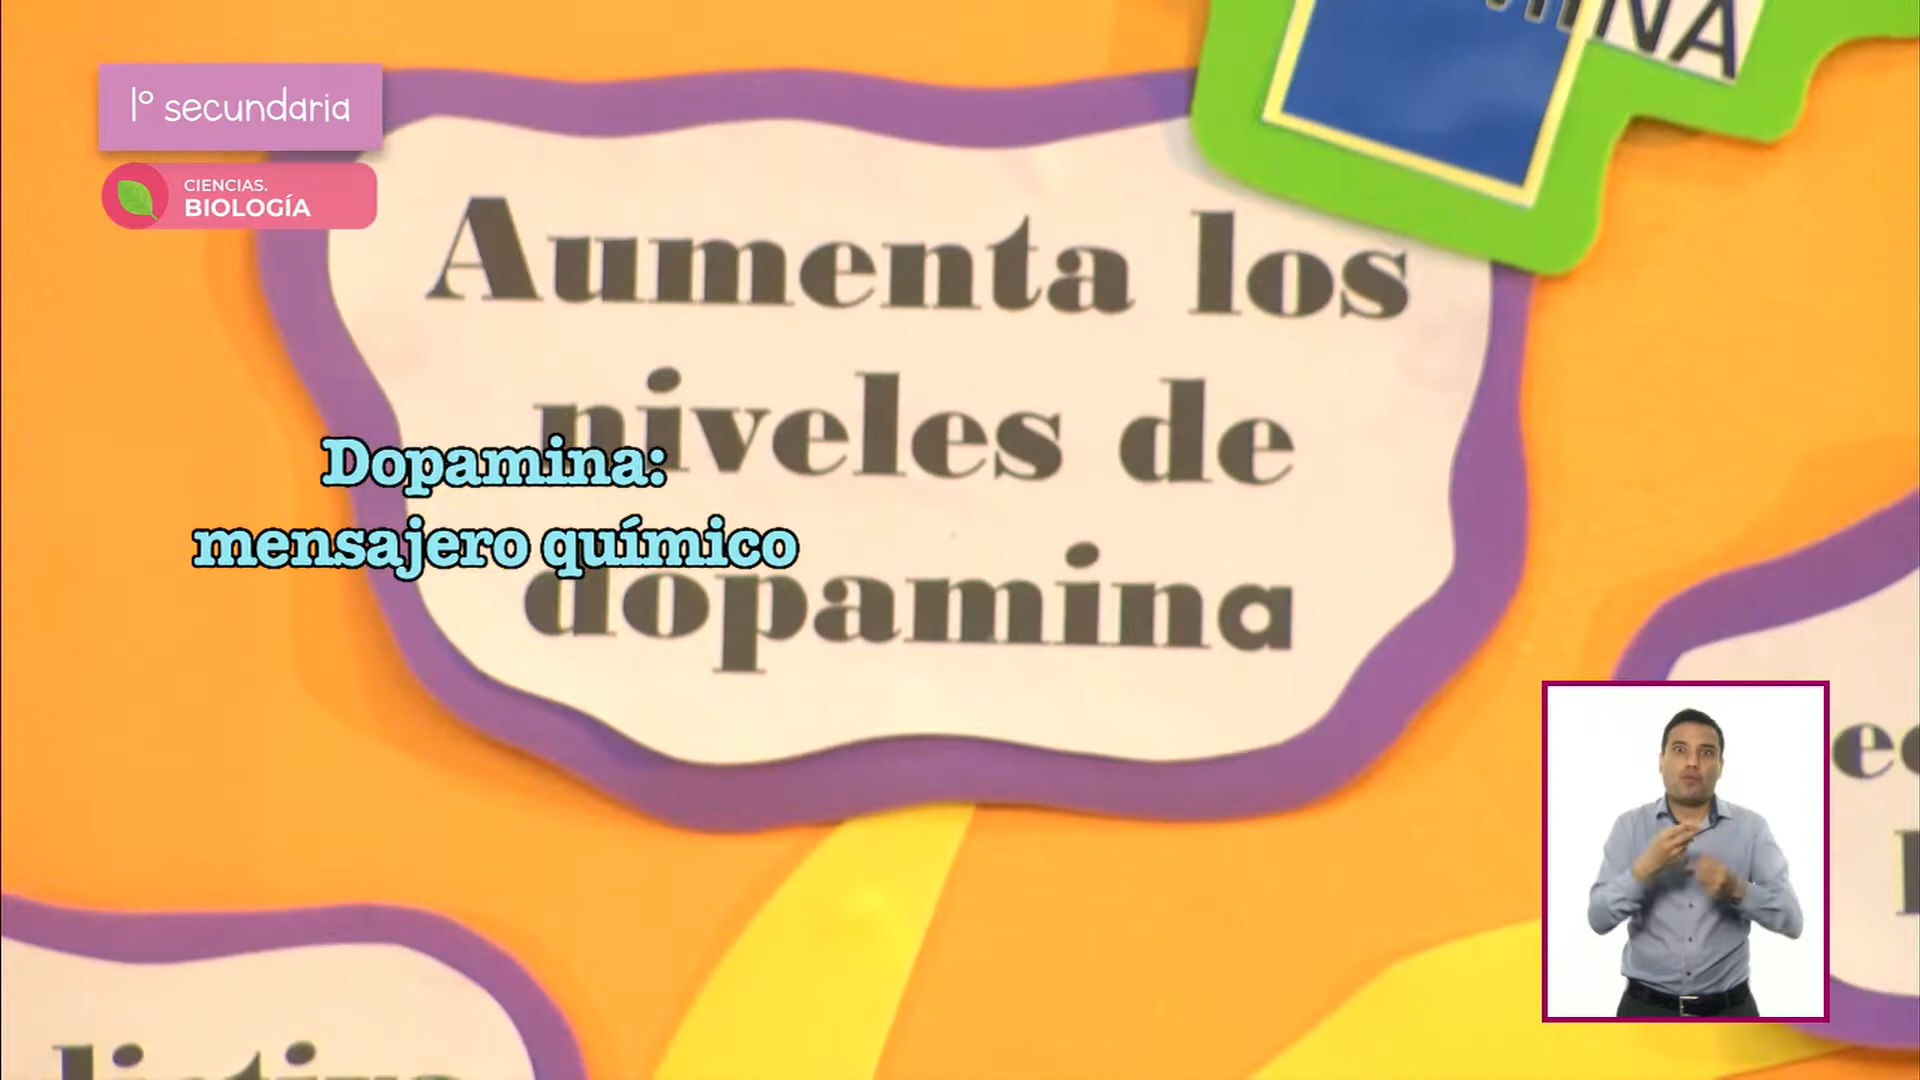 1° secundaria
CIENCIAS.
BIOLOGÍA
Aumenta los
niveles de
dopamina
Dopamina:
mensajero químico